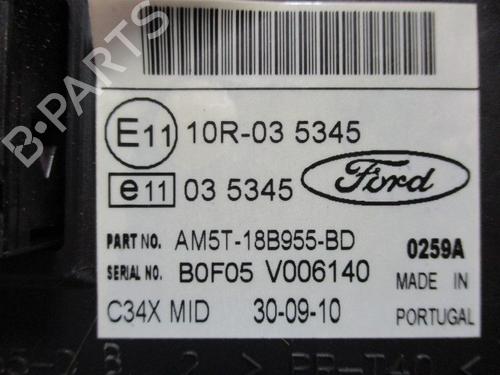 B-PARTS
E11 10R-03 5345
e11 03 5345 Ford
PART NO. AM5T-18B955-BD 0259A
SERIAL NO. B0F05 V006140 MADE IN
C34X MID 30-09-10 PORTUGAL